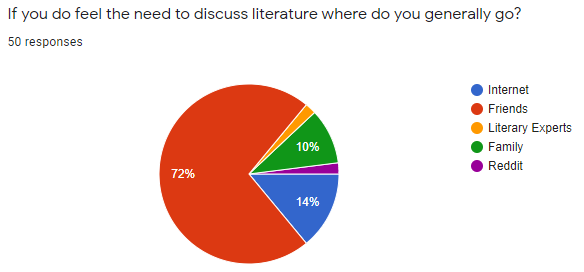 If you do feel the need to discuss literature where do you generally go?
50 responses
72%
10%
14%
Internet
Friends
Literary Experts
Family
Reddit